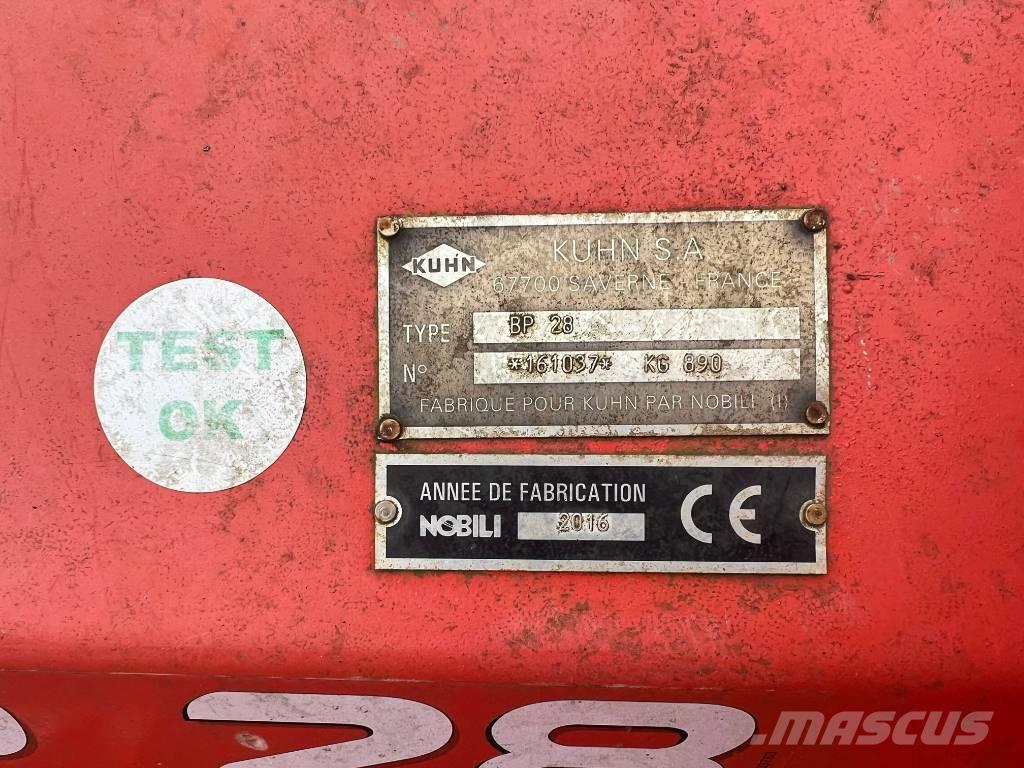 TEST
OK
KUHN
KUHN S.A
67700 SAVERNE - FRANCE
TYPE BP 28
N° *161037* KG 890
FABRIQUE POUR KUHN PAR NOBILI (I)
ANNEE DE FABRICATION
NOBILI 2016 CE
28
MASCUS